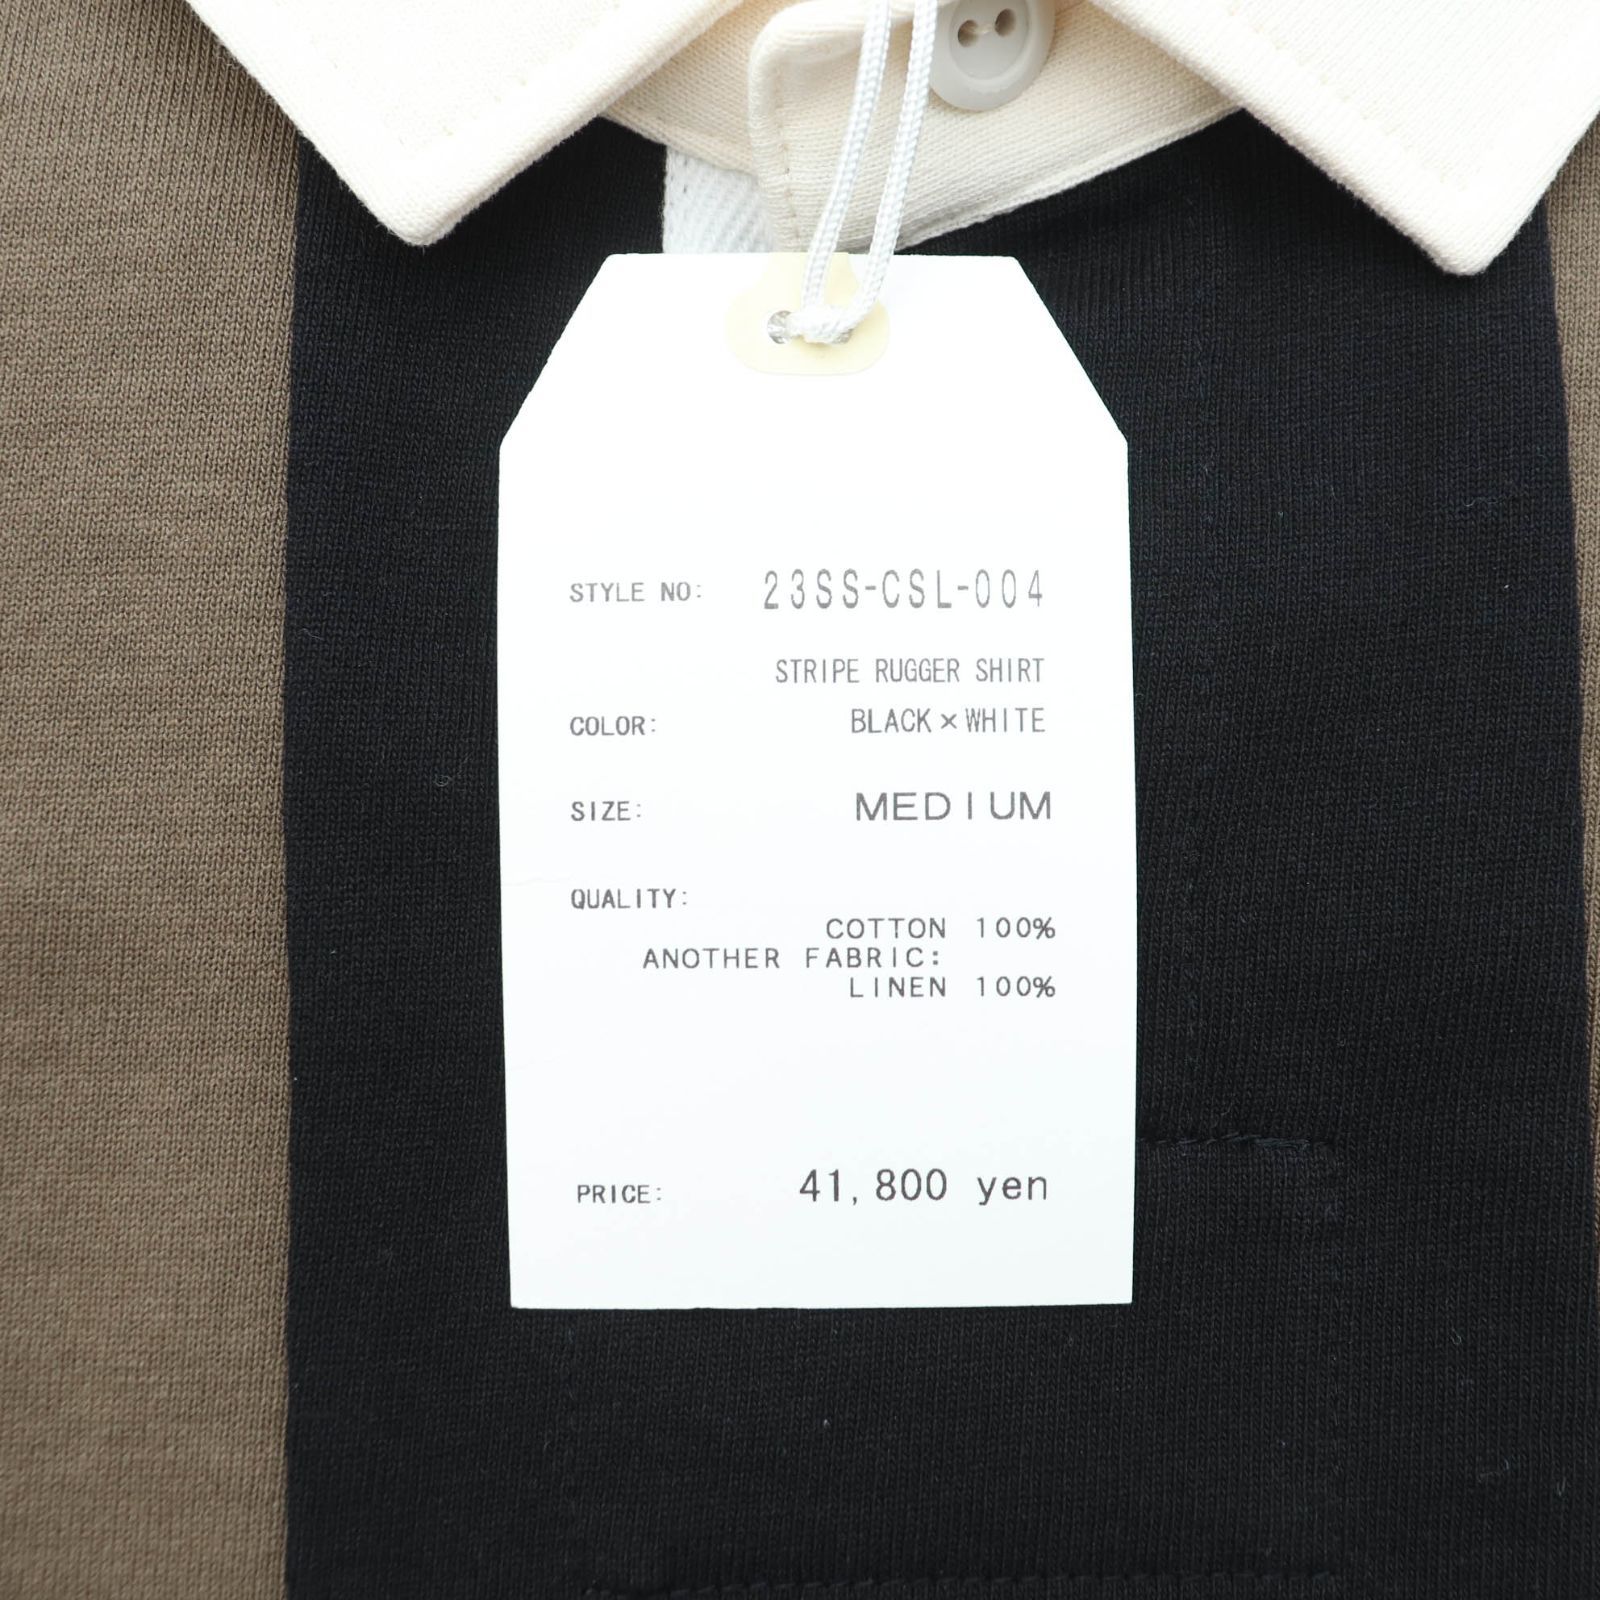 STYLE NO: 23SS-CSL-004
STRIPE RUGGER SHIRT
COLOR: BLACK×WHITE
SIZE: MEDIUM
QUALITY:
COTTON 100%
ANOTHER FABRIC:
LINEN 100%
PRICE: 41,800 yen